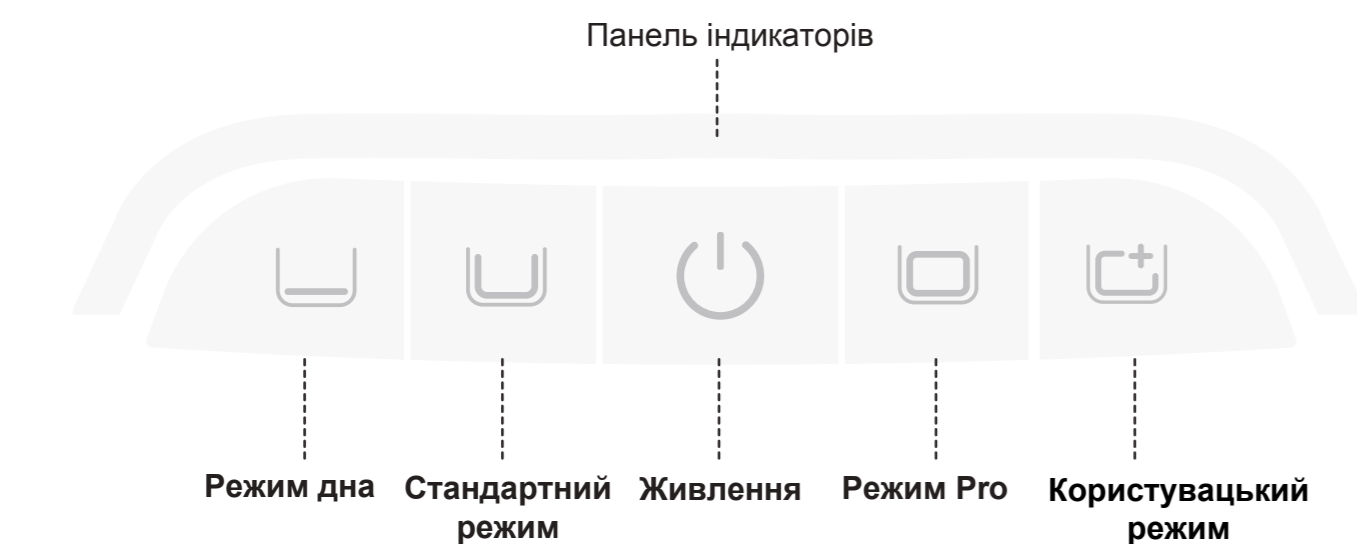 Панель індикаторів
Режим дна
Стандартний
режим
Живлення
Режим Pro
Користувацький
режим